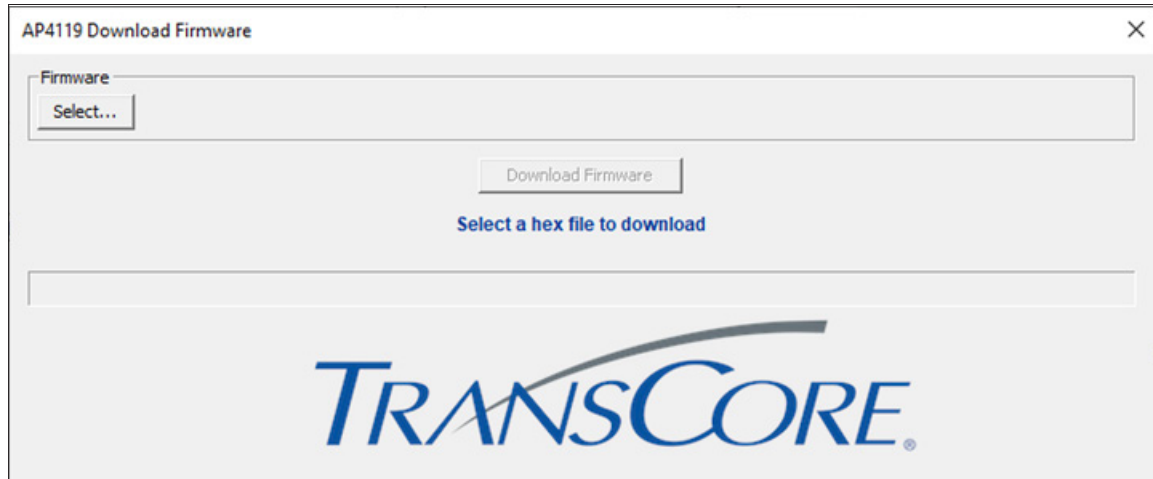 AP4119 Download Firmware
Firmware
Select...
Download Firmware
Select a hex file to download
TRANSCORE®